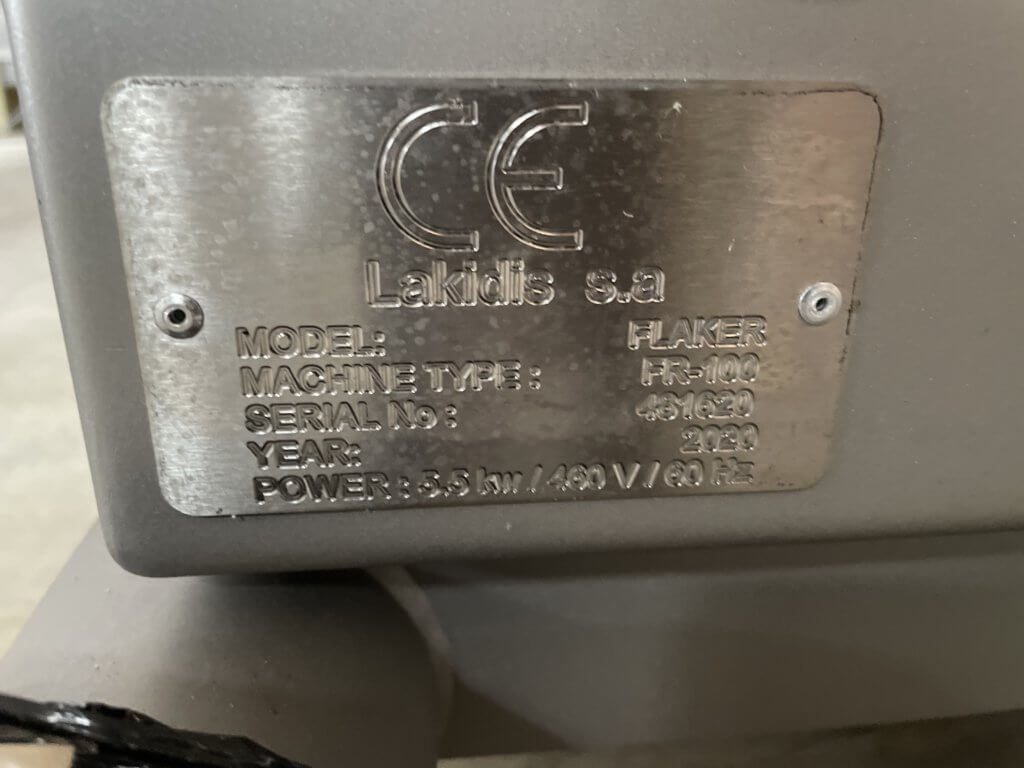 CE
Lakidis s.a
MODEL: FLAKER
MACHINE TYPE : FR-100
SERIAL No : 481620
YEAR: 2020
POWER : 5.5 kw / 460 V / 60 Hz